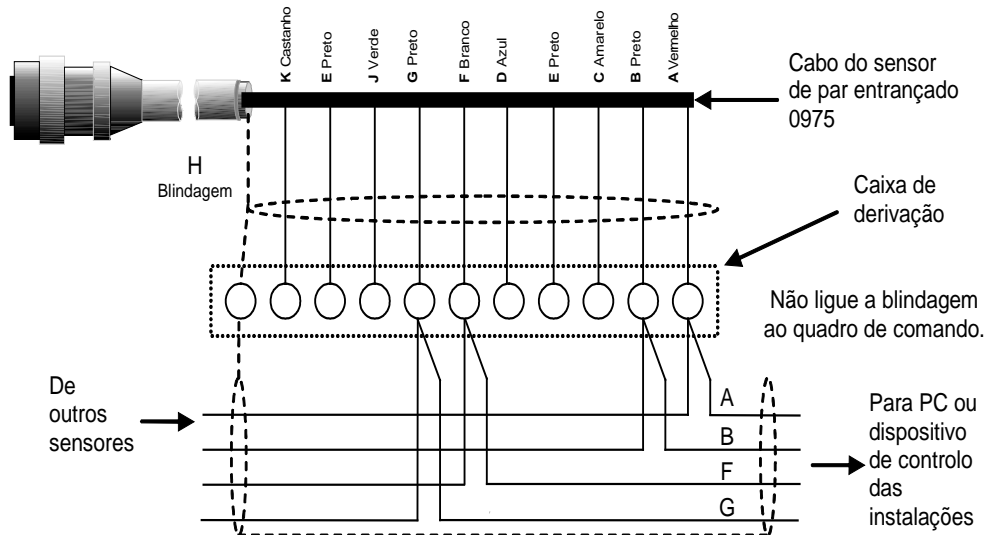 K Castanho
E Preto
J Verde
G Preto
F Branco
D Azul
E Preto
C Amarelo
B Preto
A Vermelho
Cabo do sensor
de par entrançado
0975
H
Blindagem
Caixa de
derivação
Não ligue a blindagem
ao quadro de comando.
De
outros
sensores
A
B
F
G
Para PC ou
dispositivo
de controlo
das
instalações